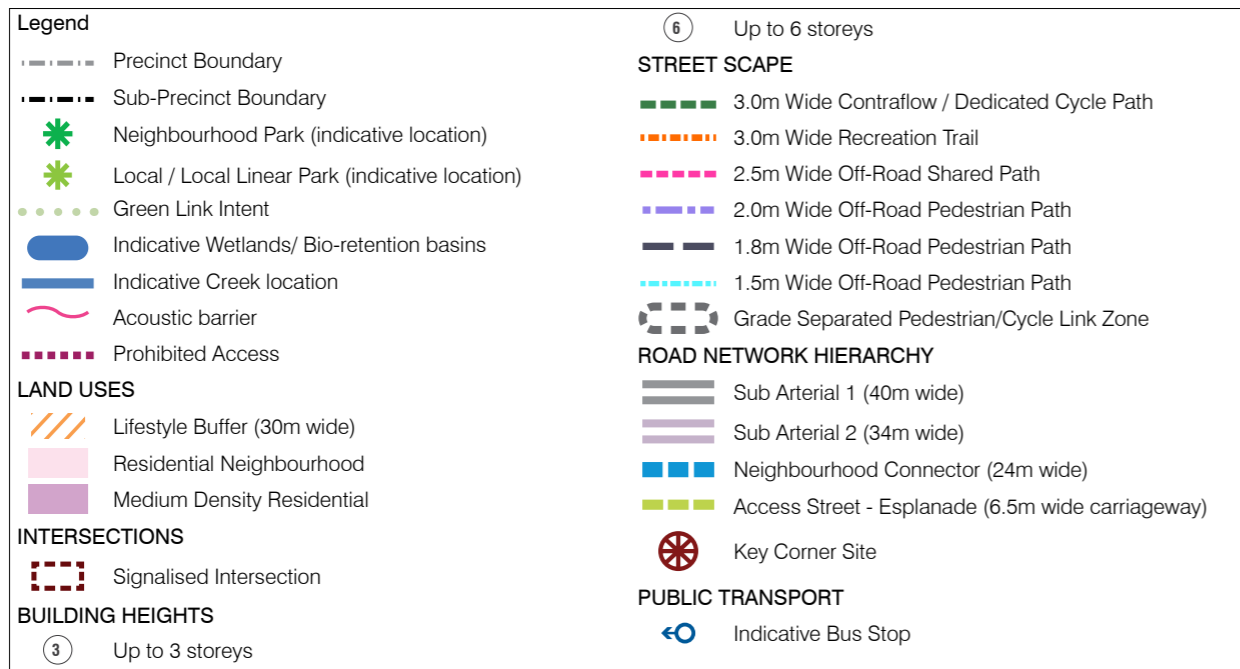 Legend
Precinct Boundary
Sub-Precinct Boundary
Neighbourhood Park (indicative location)
Local / Local Linear Park (indicative location)
Green Link Intent
Indicative Wetlands/ Bio-retention basins
Indicative Creek location
Acoustic barrier
Prohibited Access
LAND USES
Lifestyle Buffer (30m wide)
Residential Neighbourhood
Medium Density Residential
INTERSECTIONS
Signalised Intersection
BUILDING HEIGHTS
3 Up to 3 storeys
6 Up to 6 storeys
STREET SCAPE
3.0m Wide Contraflow / Dedicated Cycle Path
3.0m Wide Recreation Trail
2.5m Wide Off-Road Shared Path
2.0m Wide Off-Road Pedestrian Path
1.8m Wide Off-Road Pedestrian Path
1.5m Wide Off-Road Pedestrian Path
Grade Separated Pedestrian/Cycle Link Zone
ROAD NETWORK HIERARCHY
Sub Arterial 1 (40m wide)
Sub Arterial 2 (34m wide)
Neighbourhood Connector (24m wide)
Access Street - Esplanade (6.5m wide carriageway)
Key Corner Site
PUBLIC TRANSPORT
Indicative Bus Stop